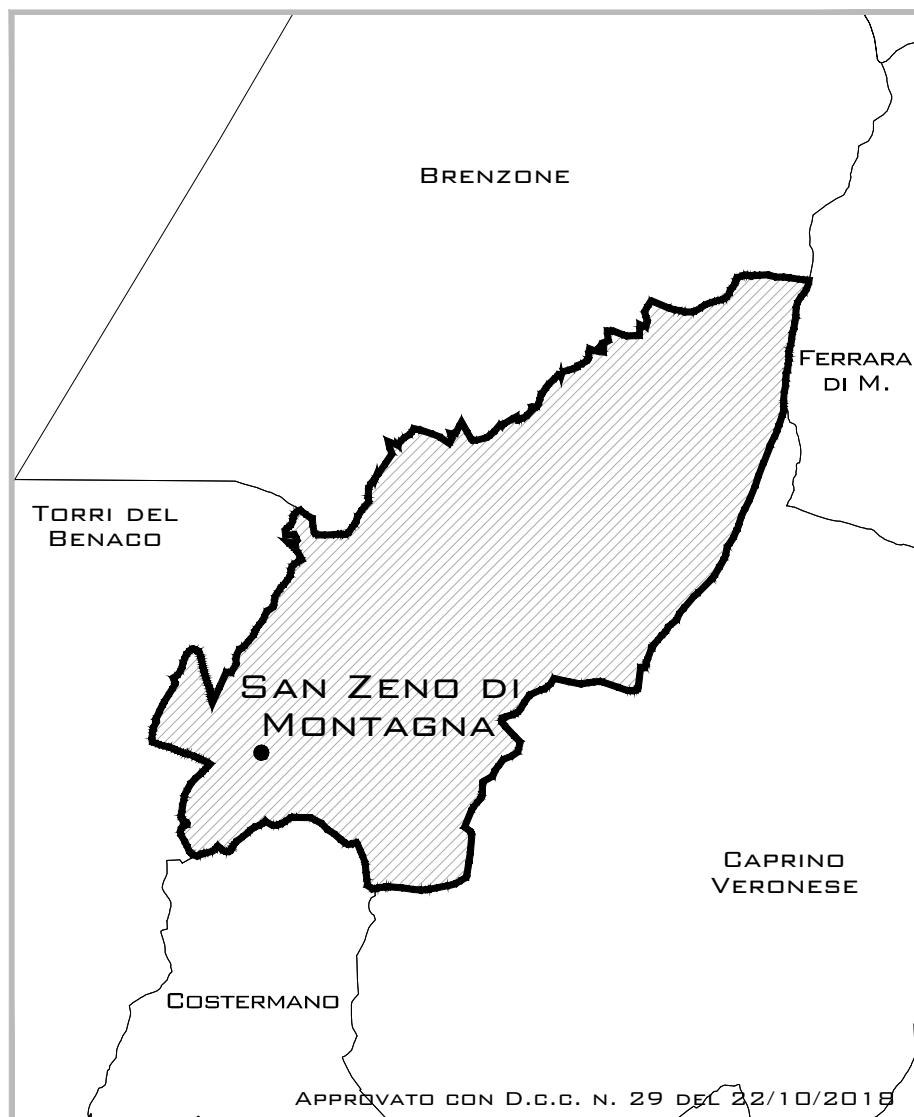 Brenzone
Ferrara
di M.
Torri del
Benaco
San Zeno di
Montagna
Caprino
Veronese
Costermano
Approvato con D.c.c. n. 29 del 22/10/2018